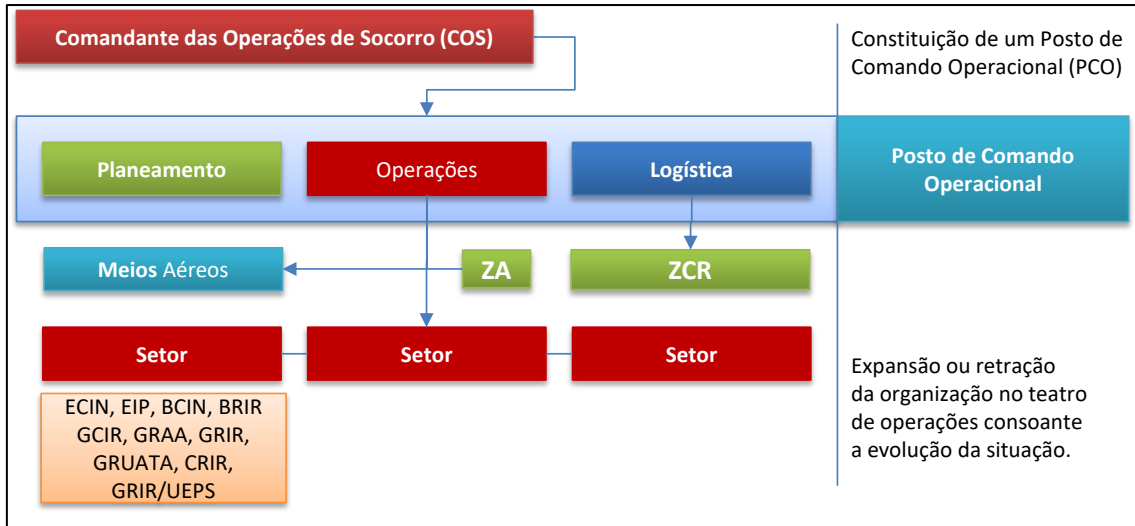 Comandante das Operações de Socorro (COS)
Constituição de um Posto de
Comando Operacional (PCO)
Planeamento
Operações
Logística
Posto de Comando
Operacional
Meios Aéreos
ZA
ZCR
Setor
Setor
Setor
ECIN, EIP, BCIN, BRIR
GCIR, GRAA, GRIR,
GRUATA, CRIR,
GRIR/UEPS
Expansão ou retração
da organização no teatro
de operações consoante
a evolução da situação.